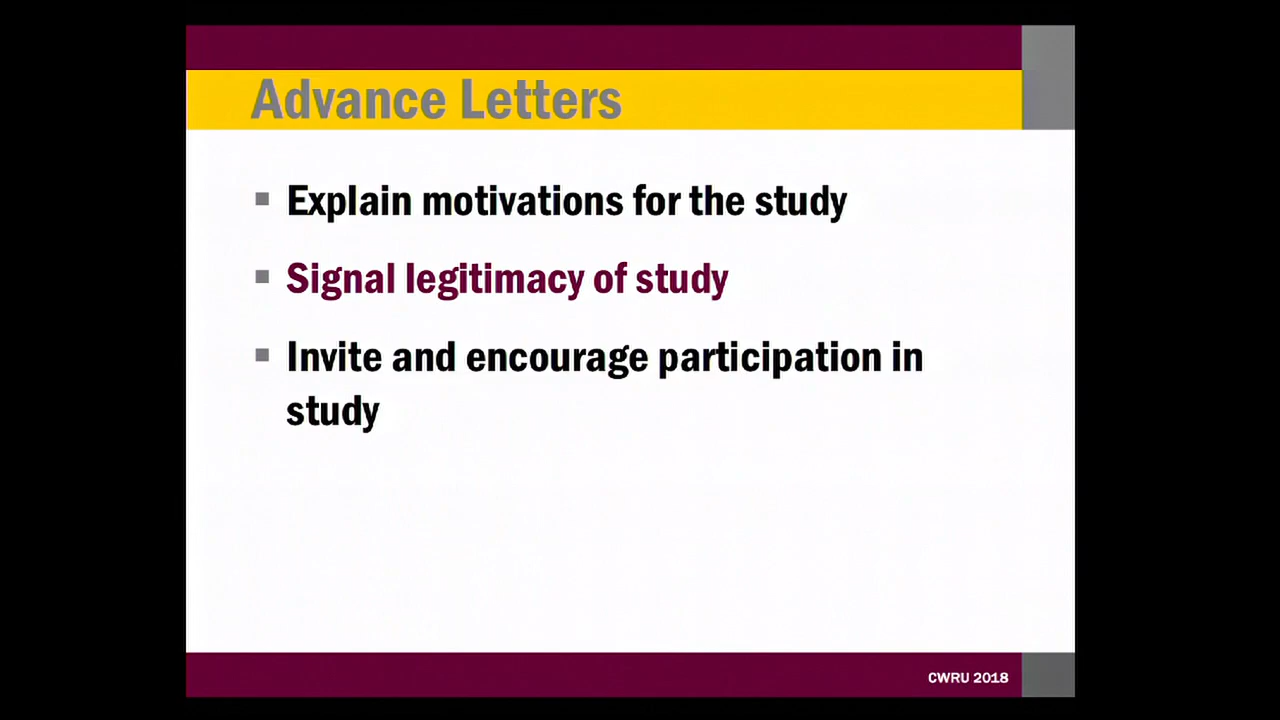 Advance Letters
Explain motivations for the study
Signal legitimacy of study
Invite and encourage participation in
study
CWRU 2018